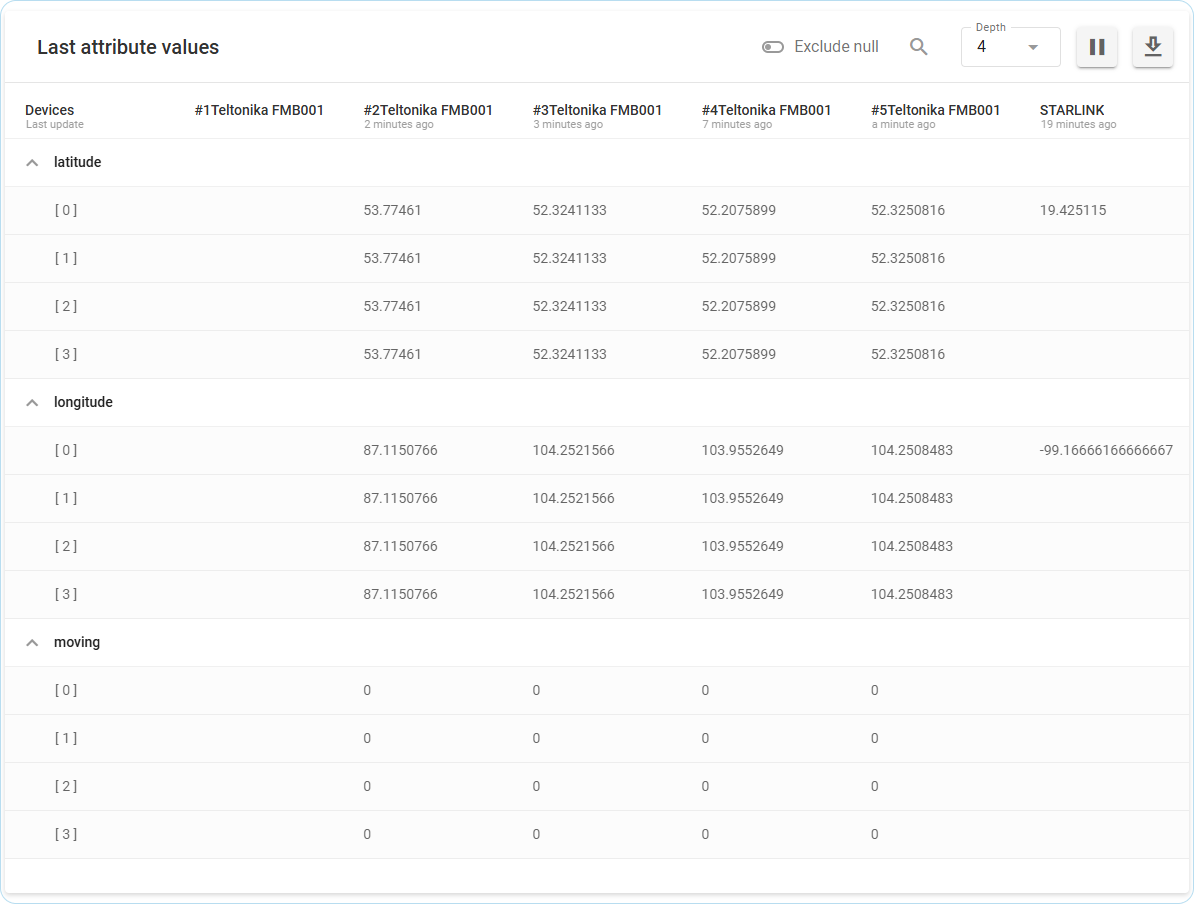 Last attribute values
Exclude null
Depth
4
Devices #1Teltonika FMB001 #2Teltonika FMB001 #3Teltonika FMB001 #4Teltonika FMB001 #5Teltonika FMB001 STARLINK
Last update 2 minutes ago 3 minutes ago 7 minutes ago a minute ago 19 minutes ago
latitude
[ 0 ] 53.77461 52.3241133 52.2075899 52.3250816 19.425115
[ 1 ] 53.77461 52.3241133 52.2075899 52.3250816
[ 2 ] 53.77461 52.3241133 52.2075899 52.3250816
[ 3 ] 53.77461 52.3241133 52.2075899 52.3250816
longitude
[ 0 ] 87.1150766 104.2521566 103.9552649 104.2508483 -99.16666166666667
[ 1 ] 87.1150766 104.2521566 103.9552649 104.2508483
[ 2 ] 87.1150766 104.2521566 103.9552649 104.2508483
[ 3 ] 87.1150766 104.2521566 103.9552649 104.2508483
moving
[ 0 ] 0 0 0 0
[ 1 ] 0 0 0 0
[ 2 ] 0 0 0 0
[ 3 ] 0 0 0 0